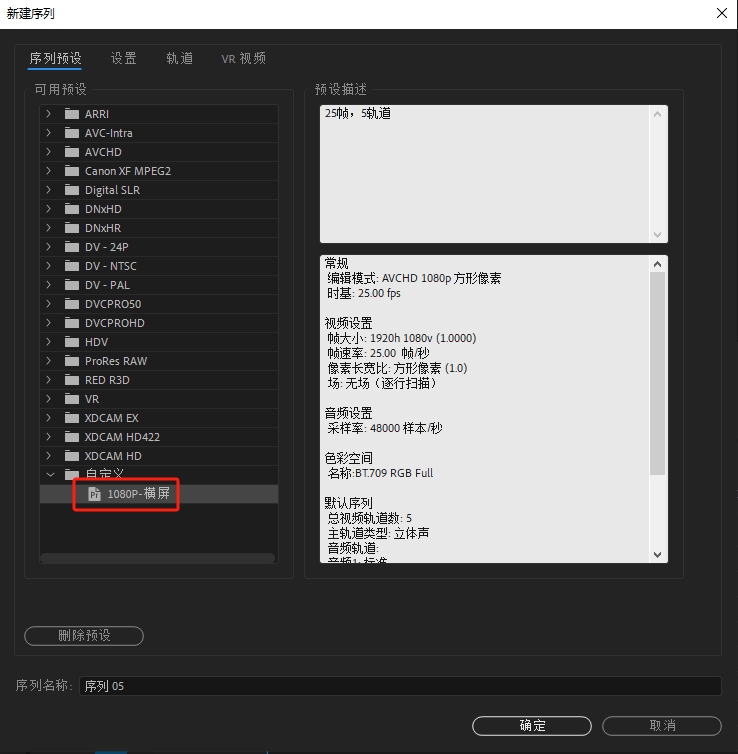 新建序列
序列预设 设置 轨道 VR 视频
可用预设
ARRI
AVC-Intra
AVCHD
Canon XF MPEG2
Digital SLR
DNxHD
DNxHR
DV - 24P
DV - NTSC
DV - PAL
DVCPRO50
DVCPROHD
HDV
ProRes RAW
RED R3D
VR
XDCAM EX
XDCAM HD422
XDCAM HD
自定义
1080P-横屏
预设描述
25帧，5轨道
常规
编辑模式: AVCHD 1080p 方形像素
时基: 25.00 fps
视频设置
帧大小: 1920h 1080v (1.0000)
帧速率: 25.00 帧/秒
像素长宽比: 方形像素 (1.0)
场: 无场（逐行扫描）
音频设置
采样率: 48000 样本/秒
色彩空间
名称:BT.709 RGB Full
默认序列
总视频轨道数: 5
主轨道类型: 立体声
音频轨道:
音频1: 标准
删除预设
序列名称: 序列 05
确定 取消